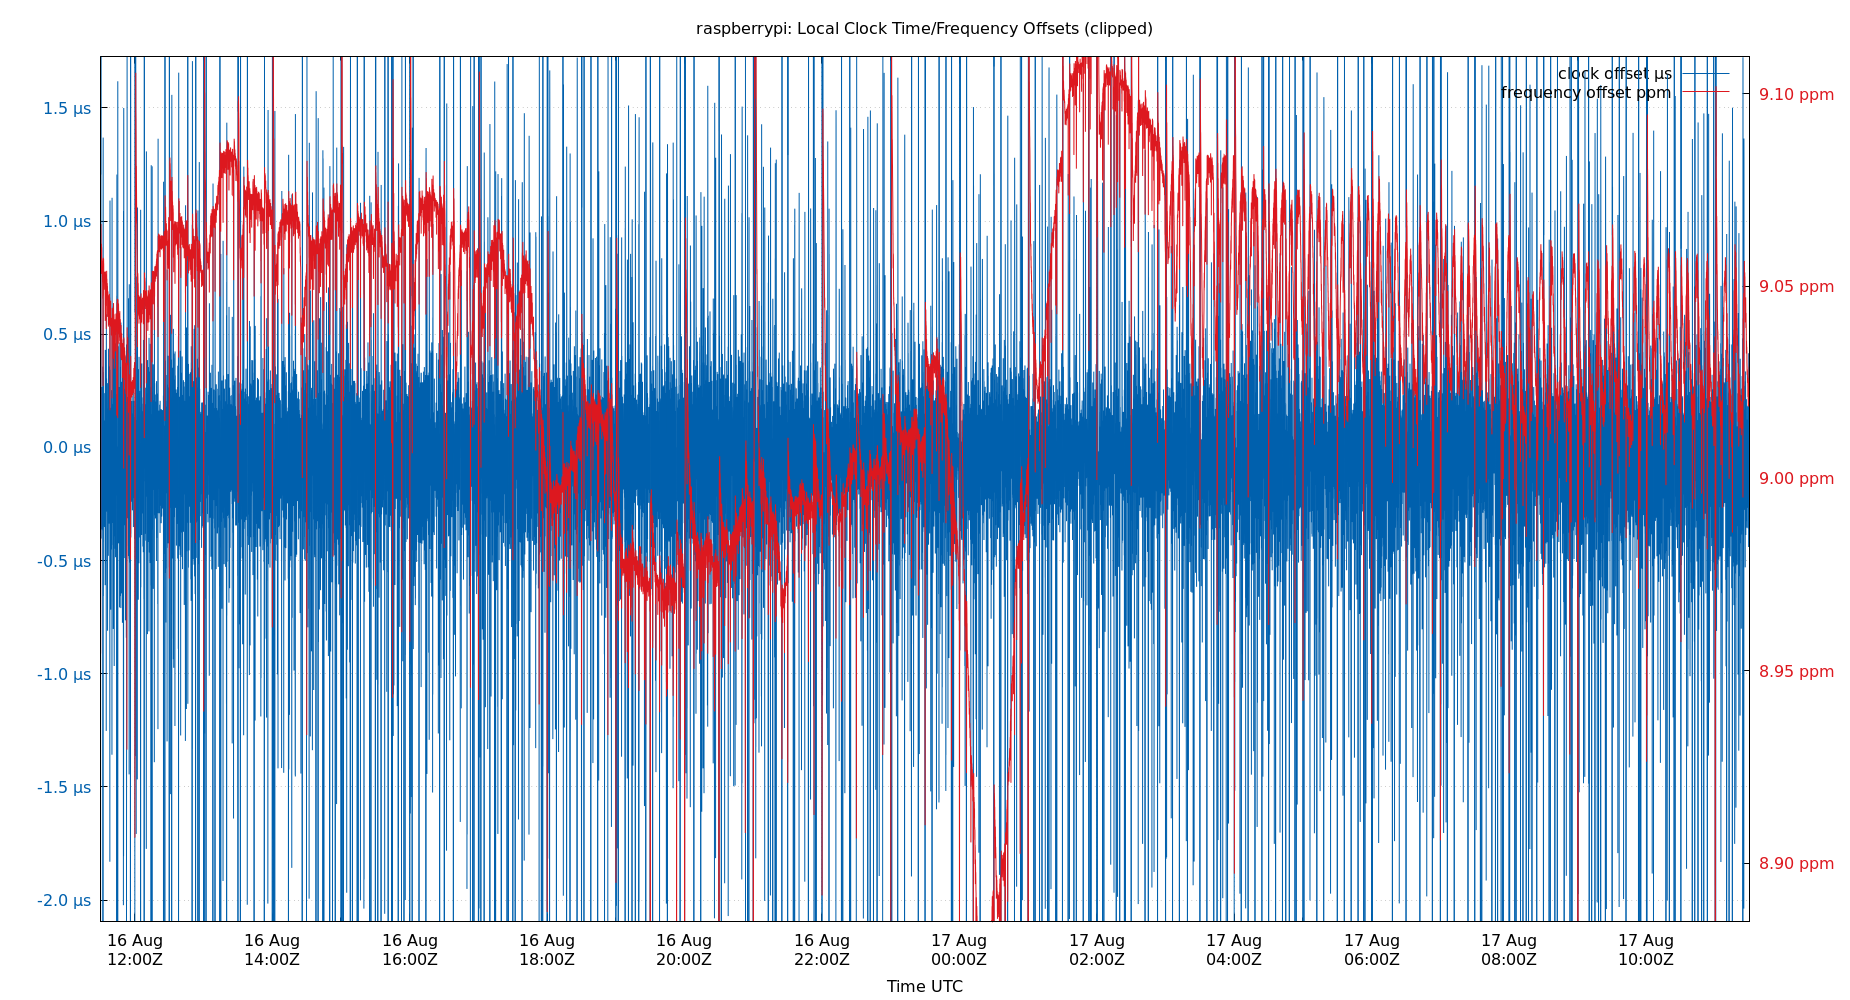 raspberrypi: Local Clock Time/Frequency Offsets (clipped)
clock offset µs
frequency offset ppm
1.5 µs
1.0 µs
0.5 µs
0.0 µs
-0.5 µs
-1.0 µs
-1.5 µs
-2.0 µs
9.10 ppm
9.05 ppm
9.00 ppm
8.95 ppm
8.90 ppm
16 Aug
12:00Z
16 Aug
14:00Z
16 Aug
16:00Z
16 Aug
18:00Z
16 Aug
20:00Z
16 Aug
22:00Z
17 Aug
00:00Z
17 Aug
02:00Z
17 Aug
04:00Z
17 Aug
06:00Z
17 Aug
08:00Z
17 Aug
10:00Z
Time UTC